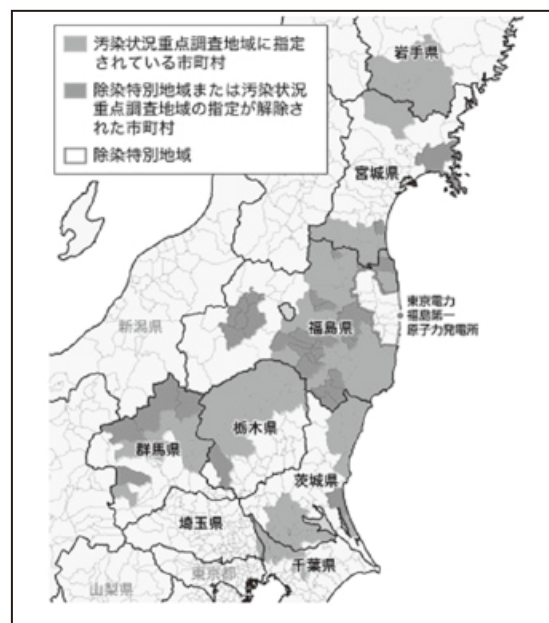 汚染状況重点調査地域に指定
されている市町村
除染特別地域または汚染状況
重点調査地域の指定が解除さ
れた市町村
除染特別地域
岩手県
宮城県
東京電力
福島第一
原子力発電所
新潟県
福島県
栃木県
群馬県
茨城県
埼玉県
千葉県
東京都
山梨県